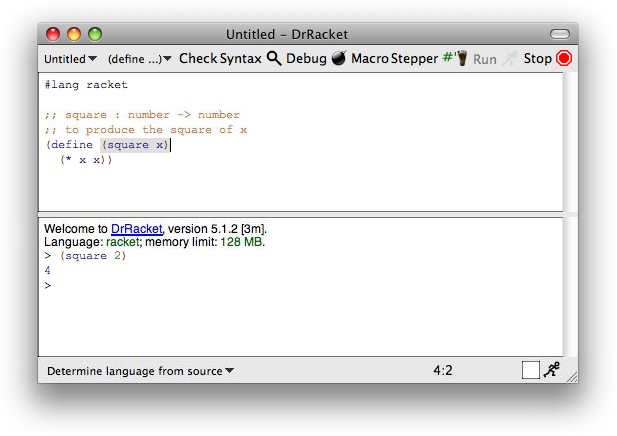 Untitled - DrRacket
Untitled (define ...) Check Syntax Debug Macro Stepper #' Run Stop
#lang racket
;; square : number -> number
;; to produce the square of x
(define (square x)
(* x x))
Welcome to DrRacket, version 5.1.2 [3m].
Language: racket; memory limit: 128 MB.
> (square 2)
4
>
Determine language from source 4:2